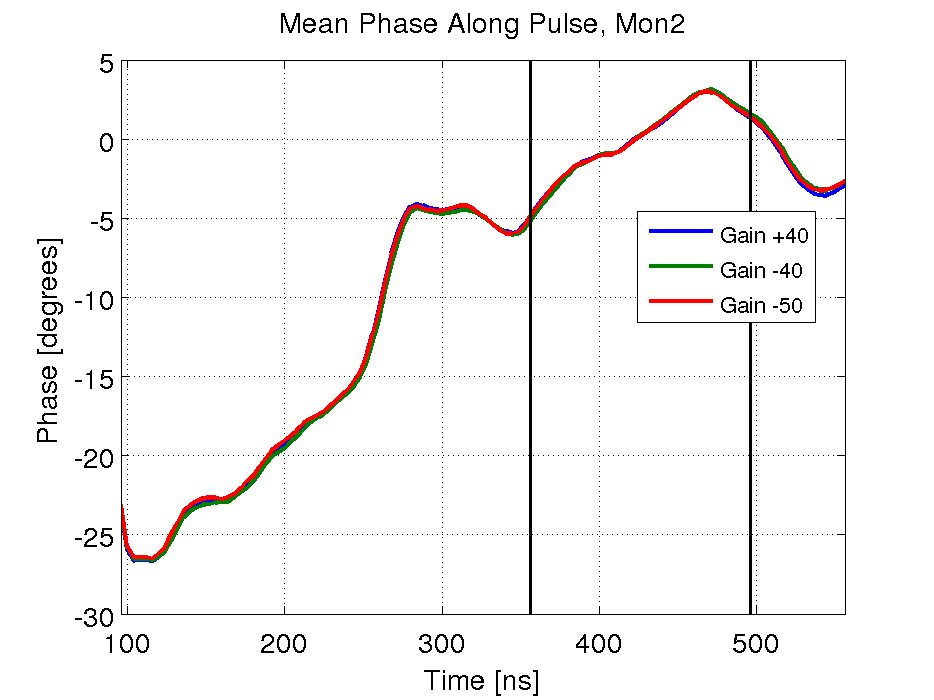 Mean Phase Along Pulse, Mon2
5
0
-5
-10
-15
-20
-25
-30
Phase [degrees]
Gain +40
Gain -40
Gain -50
100
200
300
400
500
Time [ns]